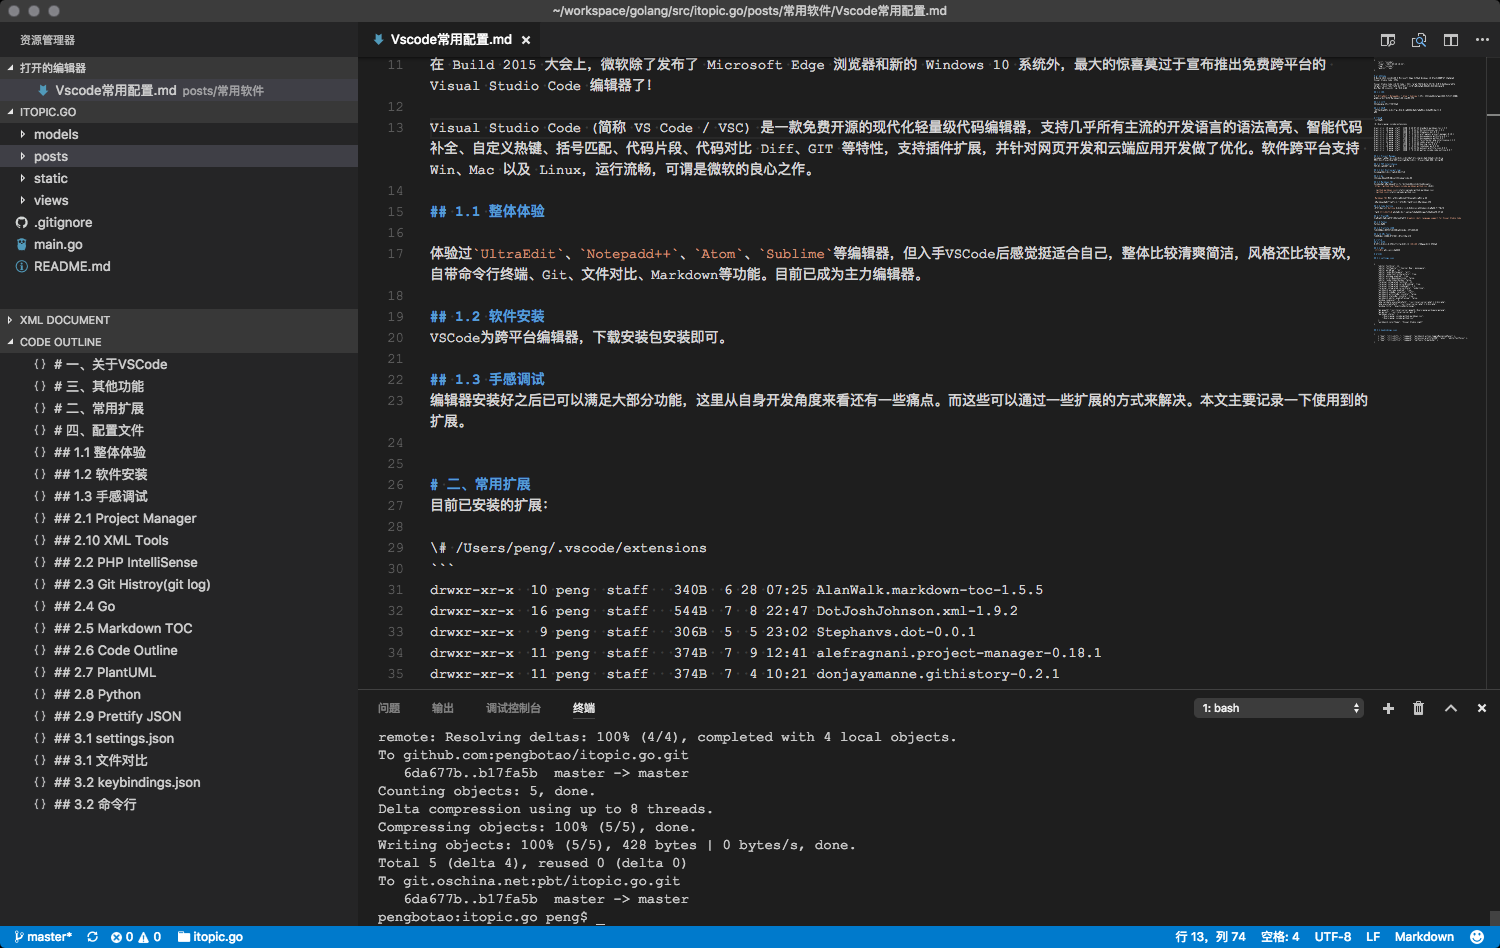 ~/workspace/golang/src/itopic.go/posts/常用软件/Vscode常用配置.md
资源管理器
打开的编辑器
Vscode常用配置.md posts/常用软件
ITOPIC.GO
models
posts
static
views
.gitignore
main.go
README.md
XML DOCUMENT
CODE OUTLINE
{} # 一、关于VSCode
{} # 三、其他功能
{} # 二、常用扩展
{} # 四、配置文件
{} ## 1.1 整体体验
{} ## 1.2 软件安装
{} ## 1.3 手感调试
{} ## 2.1 Project Manager
{} ## 2.10 XML Tools
{} ## 2.2 PHP IntelliSense
{} ## 2.3 Git Histroy(git log)
{} ## 2.4 Go
{} ## 2.5 Markdown TOC
{} ## 2.6 Code Outline
{} ## 2.7 PlantUML
{} ## 2.8 Python
{} ## 2.9 Prettify JSON
{} ## 3.1 settings.json
{} ## 3.1 文件对比
{} ## 3.2 keybindings.json
{} ## 3.2 命令行
Vscode常用配置.md ×
11 在 Build 2015 大会上，微软除了发布了 Microsoft Edge 浏览器和新的 Windows 10 系统外，最大的惊喜莫过于宣布推出免费跨平台的
Visual Studio Code 编辑器了！
12
13 Visual Studio Code (简称 VS Code / VSC) 是一款免费开源的现代化轻量级代码编辑器，支持几乎所有主流的开发语言的语法高亮、智能代码
补全、自定义热键、括号匹配、代码片段、代码对比 Diff、GIT 等特性，支持插件扩展，并针对网页开发和云端应用开发做了优化。软件跨平台支持
Win、Mac 以及 Linux，运行流畅，可谓是微软的良心之作。
14
15 ## 1.1 整体体验
16
17 体验过`UltraEdit`、`Notepadd++`、`Atom`、`Sublime`等编辑器，但入手VSCode后感觉挺适合自己，整体比较清爽简洁，风格还比较喜欢，
自带命令行终端、Git、文件对比、Markdown等功能。目前已成为主力编辑器。
18
19 ## 1.2 软件安装
20 VSCode为跨平台编辑器，下载安装包安装即可。
21
22 ## 1.3 手感调试
23 编辑器安装好之后已可以满足大部分功能，这里从自身开发角度来看还有一些痛点。而这些可以通过一些扩展的方式来解决。本文主要记录一下使用到的
扩展。
24
25
26 # 二、常用扩展
27 目前已安装的扩展：
28
29 \# /Users/peng/.vscode/extensions
30 ```
31 drwxr-xr-x 10 peng staff 340B 6 28 07:25 AlanWalk.markdown-toc-1.5.5
32 drwxr-xr-x 16 peng staff 544B 7 8 22:47 DotJoshJohnson.xml-1.9.2
33 drwxr-xr-x 9 peng staff 306B 5 5 23:02 Stephanvs.dot-0.0.1
34 drwxr-xr-x 11 peng staff 374B 7 9 12:41 alefragnani.project-manager-0.18.1
35 drwxr-xr-x 11 peng staff 374B 7 4 10:21 donjayamanne.githistory-0.2.1
问题 输出 调试控制台 终端 1: bash
remote: Resolving deltas: 100% (4/4), completed with 4 local objects.
To github.com:pengbotao/itopic.go.git
6da677b..b17fa5b master -> master
Counting objects: 5, done.
Delta compression using up to 8 threads.
Compressing objects: 100% (5/5), done.
Writing objects: 100% (5/5), 428 bytes | 0 bytes/s, done.
Total 5 (delta 4), reused 0 (delta 0)
To git.oschina.net:pbt/itopic.go.git
6da677b..b17fa5b master -> master
pengbotao:itopic.go peng$ _
master* 0 0 itopic.go 行 13，列 74 空格: 4 UTF-8 LF Markdown